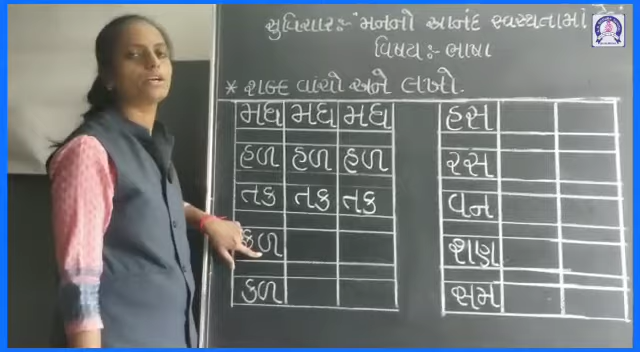 સુવિચાર:- "મનનો આનંદ સ્વસ્થતામાં
વિષય:- ભાષા
* શબ્દ વાંચો અને લખો.
મધ મધ મધ હસ
હળ હળ હળ રસ
તક તક તક વન
ળ શણ
કળ સમ